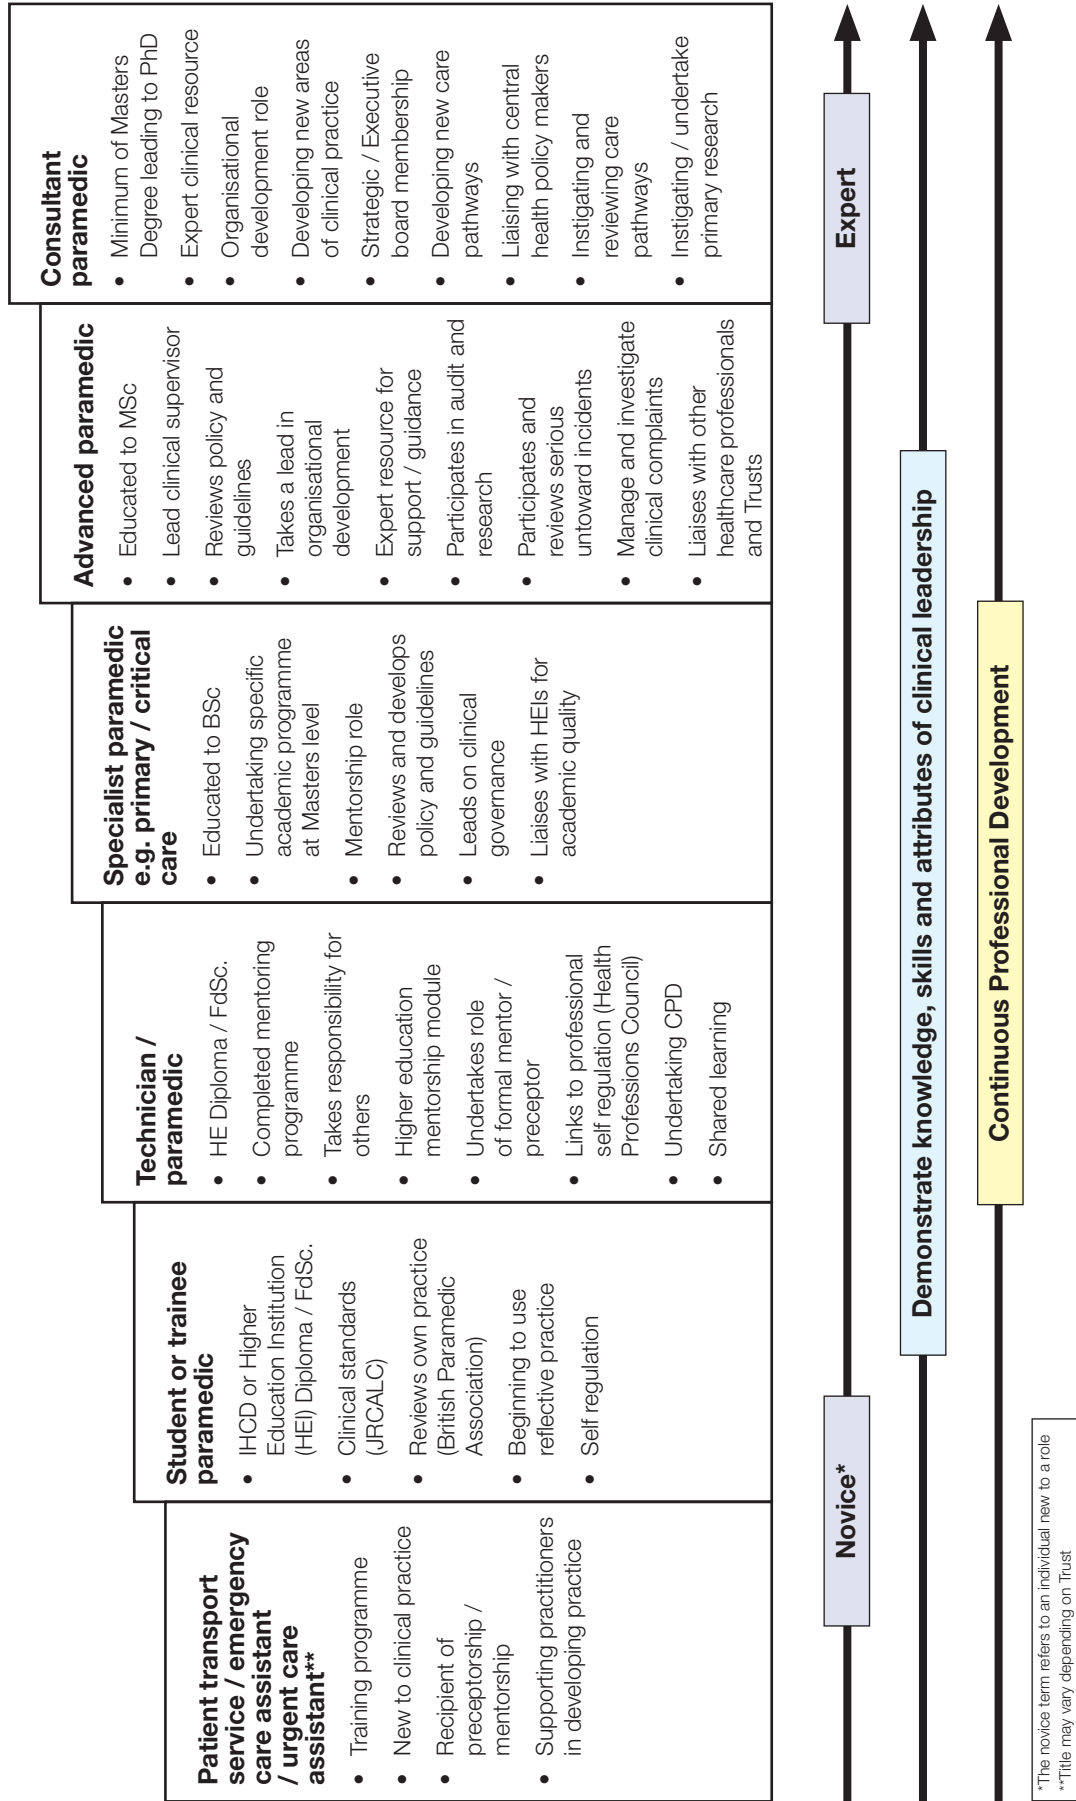 Patient transport
service / emergency
care assistant
/ urgent care
assistant**
• Training programme
• New to clinical practice
• Recipient of
preceptorship /
mentorship
• Supporting practitioners
in developing practice
Student or trainee
paramedic
• IHCD or Higher
Education Institution
(HEI) Diploma / FdSc.
• Clinical standards
(JRCALC)
• Reviews own practice
(British Paramedic
Association)
• Beginning to use
reflective practice
• Self regulation
Technician /
paramedic
• HE Diploma / FdSc.
• Completed mentoring
programme
• Takes responsibility for
others
• Higher education
mentorship module
• Undertakes role
of formal mentor /
preceptor
• Links to professional
self regulation (Health
Professions Council)
• Undertaking CPD
• Shared learning
Specialist paramedic
e.g. primary / critical
care
• Educated to BSc
• Undertaking specific
academic programme
at Masters level
• Mentorship role
• Reviews and develops
policy and guidelines
• Leads on clinical
governance
• Liaises with HEIs for
academic quality
Advanced paramedic
• Educated to MSc
• Lead clinical supervisor
• Reviews policy and
guidelines
• Takes a lead in
organisational
development
• Expert resource for
support / guidance
• Participates in audit and
research
• Participates and
reviews serious
untoward incidents
• Manage and investigate
clinical complaints
• Liaises with other
healthcare professionals
and Trusts
Consultant
paramedic
• Minimum of Masters
Degree leading to PhD
• Expert clinical resource
• Organisational
development role
• Developing new areas
of clinical practice
• Strategic / Executive
board membership
• Developing new care
pathways
• Liaising with central
health policy makers
• Instigating and
reviewing care
pathways
• Instigating / undertake
primary research
Novice*
Expert
Demonstrate knowledge, skills and attributes of clinical leadership
Continuous Professional Development
*The novice term refers to an individual new to a role
**Title may vary depending on Trust